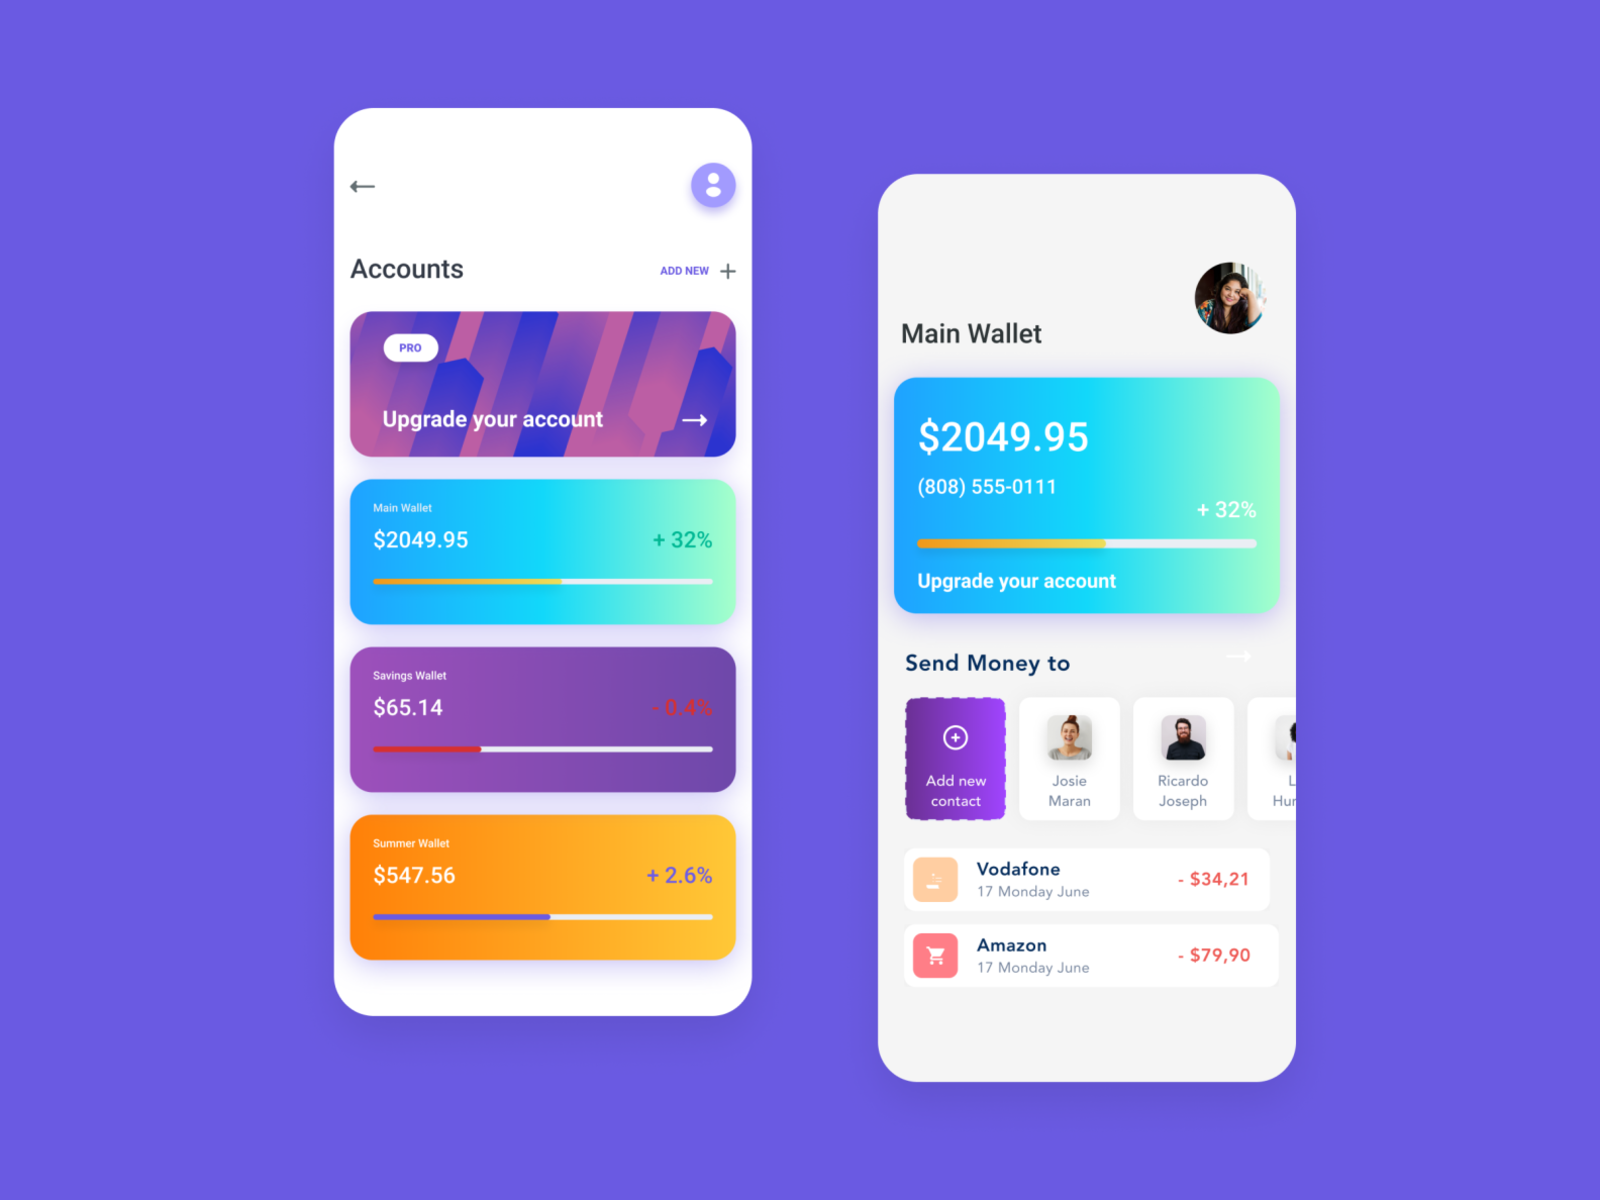 Accounts
ADD NEW
PRO
Upgrade your account
Main Wallet
$2049.95
+ 32%
Savings Wallet
$65.14
- 0.4%
Summer Wallet
$547.56
+ 2.6%
Main Wallet
$2049.95
(808) 555-0111
+ 32%
Upgrade your account
Send Money to
Add new
contact
Josie
Maran
Ricardo
Joseph
L
Hur
Vodafone
17 Monday June
- $34,21
Amazon
17 Monday June
- $79,90